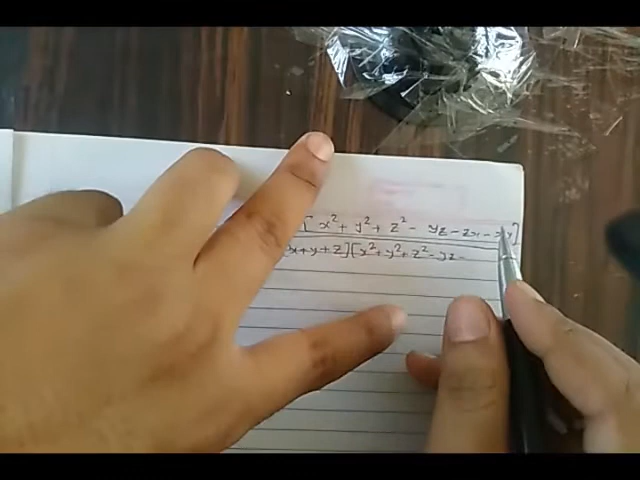 [ x² + y² + z² - yz - zx - xy]
x+y+z][x²+y²+z²-yz-